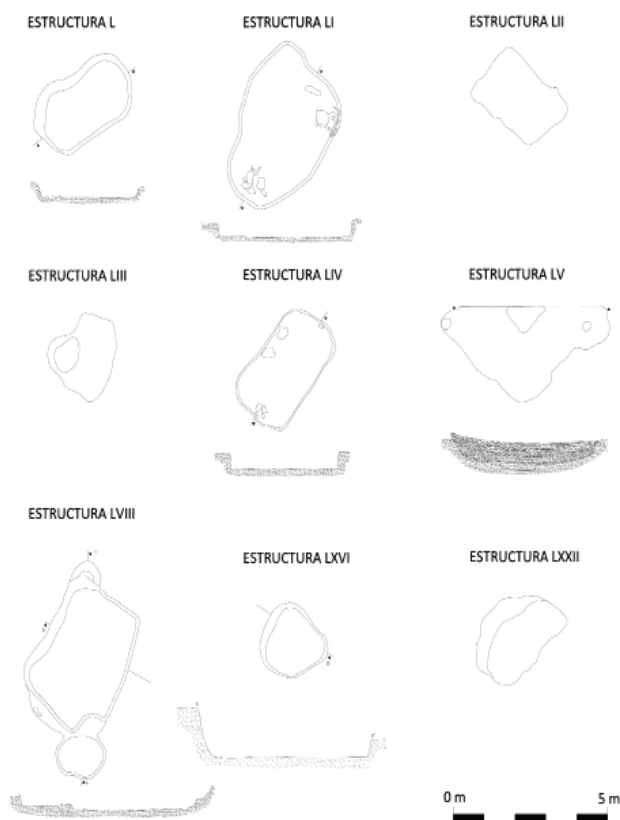 ESTRUCTURA L
ESTRUCTURA LI
ESTRUCTURA LII
ESTRUCTURA LIII
ESTRUCTURA LIV
ESTRUCTURA LV
ESTRUCTURA LVIII
ESTRUCTURA LXVI
ESTRUCTURA LXXII
0 m 5 m